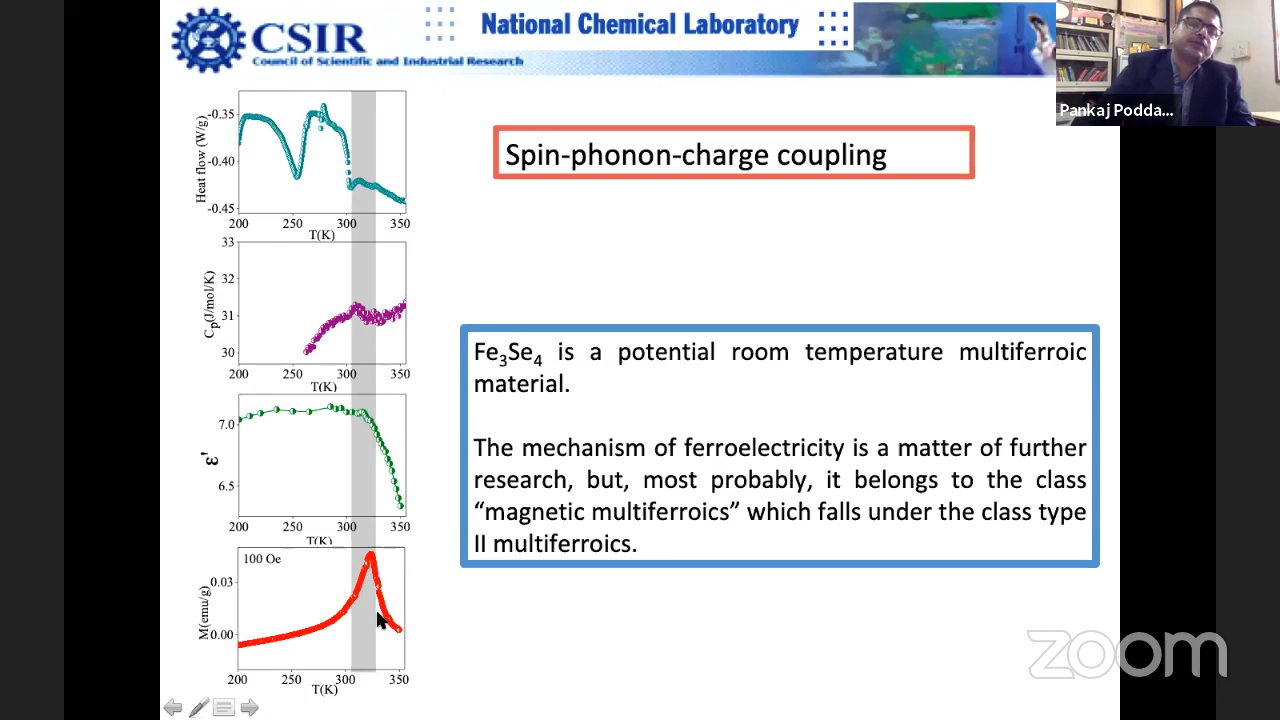 CSIR
Council of Scientific and Industrial Research
National Chemical Laboratory
Pankaj Podda...
Spin-phonon-charge coupling
Heat flow (W/g)
-0.35
-0.40
-0.45
200 250 300 350
T(K)
Cp(J/mol/K)
33
32
31
30
200 250 300 350
T(K)
ε'
7.0
6.5
200 250 300 350
T(K)
100 Oe
M(emu/g)
0.03
0.00
200 250 300 350
T(K)
Fe3Se4 is a potential room temperature multiferroic
material.
The mechanism of ferroelectricity is a matter of further
research, but, most probably, it belongs to the class
“magnetic multiferroics” which falls under the class type
II multiferroics.
zoom